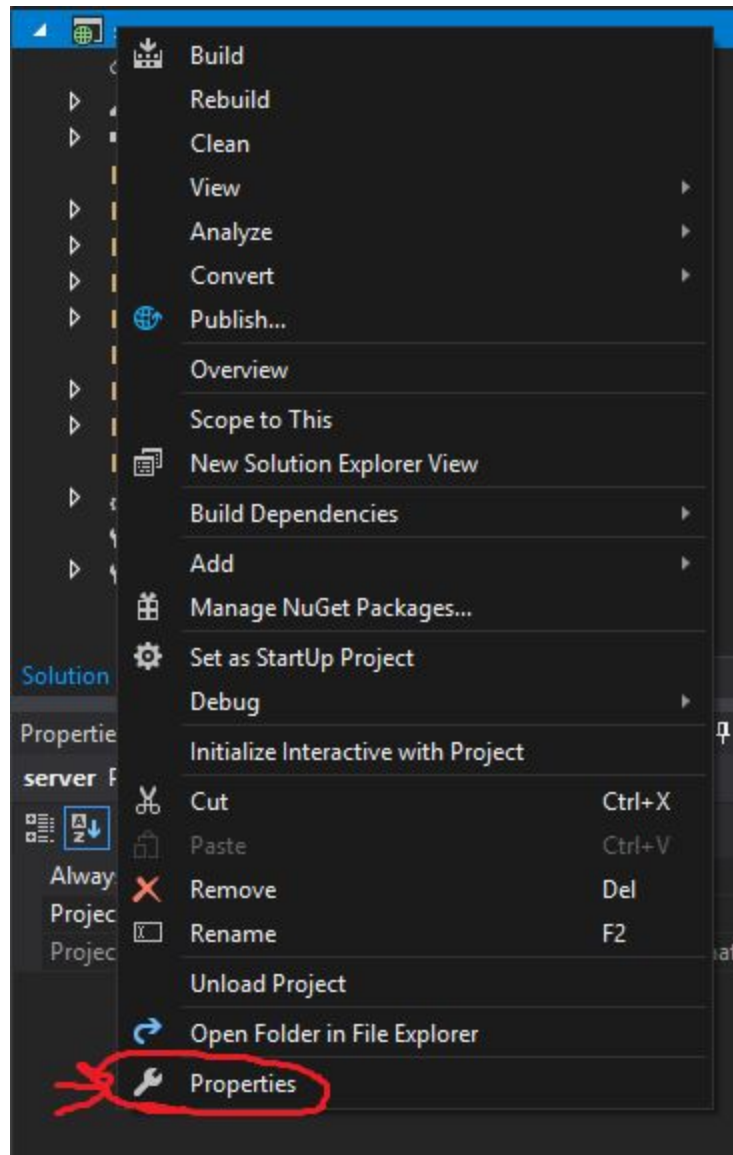 Build
Rebuild
Clean
View
Analyze
Convert
Publish...
Overview
Scope to This
New Solution Explorer View
Build Dependencies
Add
Manage NuGet Packages...
Set as StartUp Project
Solution
Debug
Propertie
Initialize Interactive with Project
server P
Cut Ctrl+X
Paste Ctrl+V
Alway
Remove Del
Projec
Rename F2
Projec
Unload Project
Open Folder in File Explorer
Properties